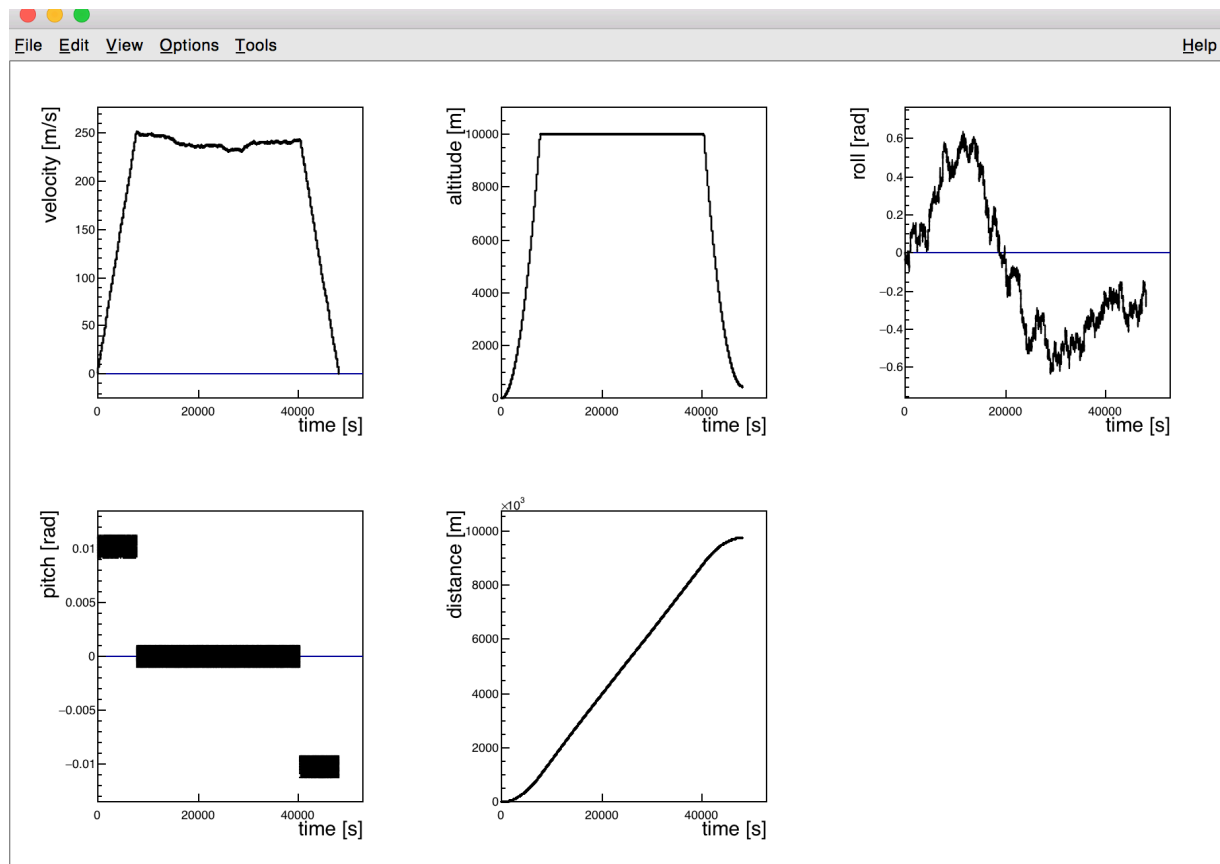 File Edit View Options Tools Help
velocity [m/s]
250
200
150
100
50
0
0 20000 40000
time [s]
altitude [m]
10000
8000
6000
4000
2000
0
0 20000 40000
time [s]
roll [rad]
0.6
0.4
0.2
0
−0.2
−0.4
−0.6
0 20000 40000
time [s]
pitch [rad]
0.01
0.005
0
−0.005
−0.01
0 20000 40000
time [s]
×10³
distance [m]
10000
8000
6000
4000
2000
0
0 20000 40000
time [s]